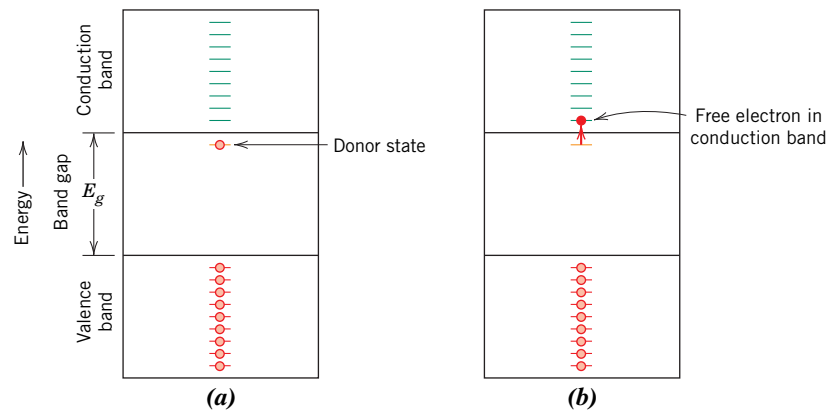 Energy
Conduction
band
Band gap
E_g
Valence
band
Donor state
(a)
Free electron in
conduction band
(b)